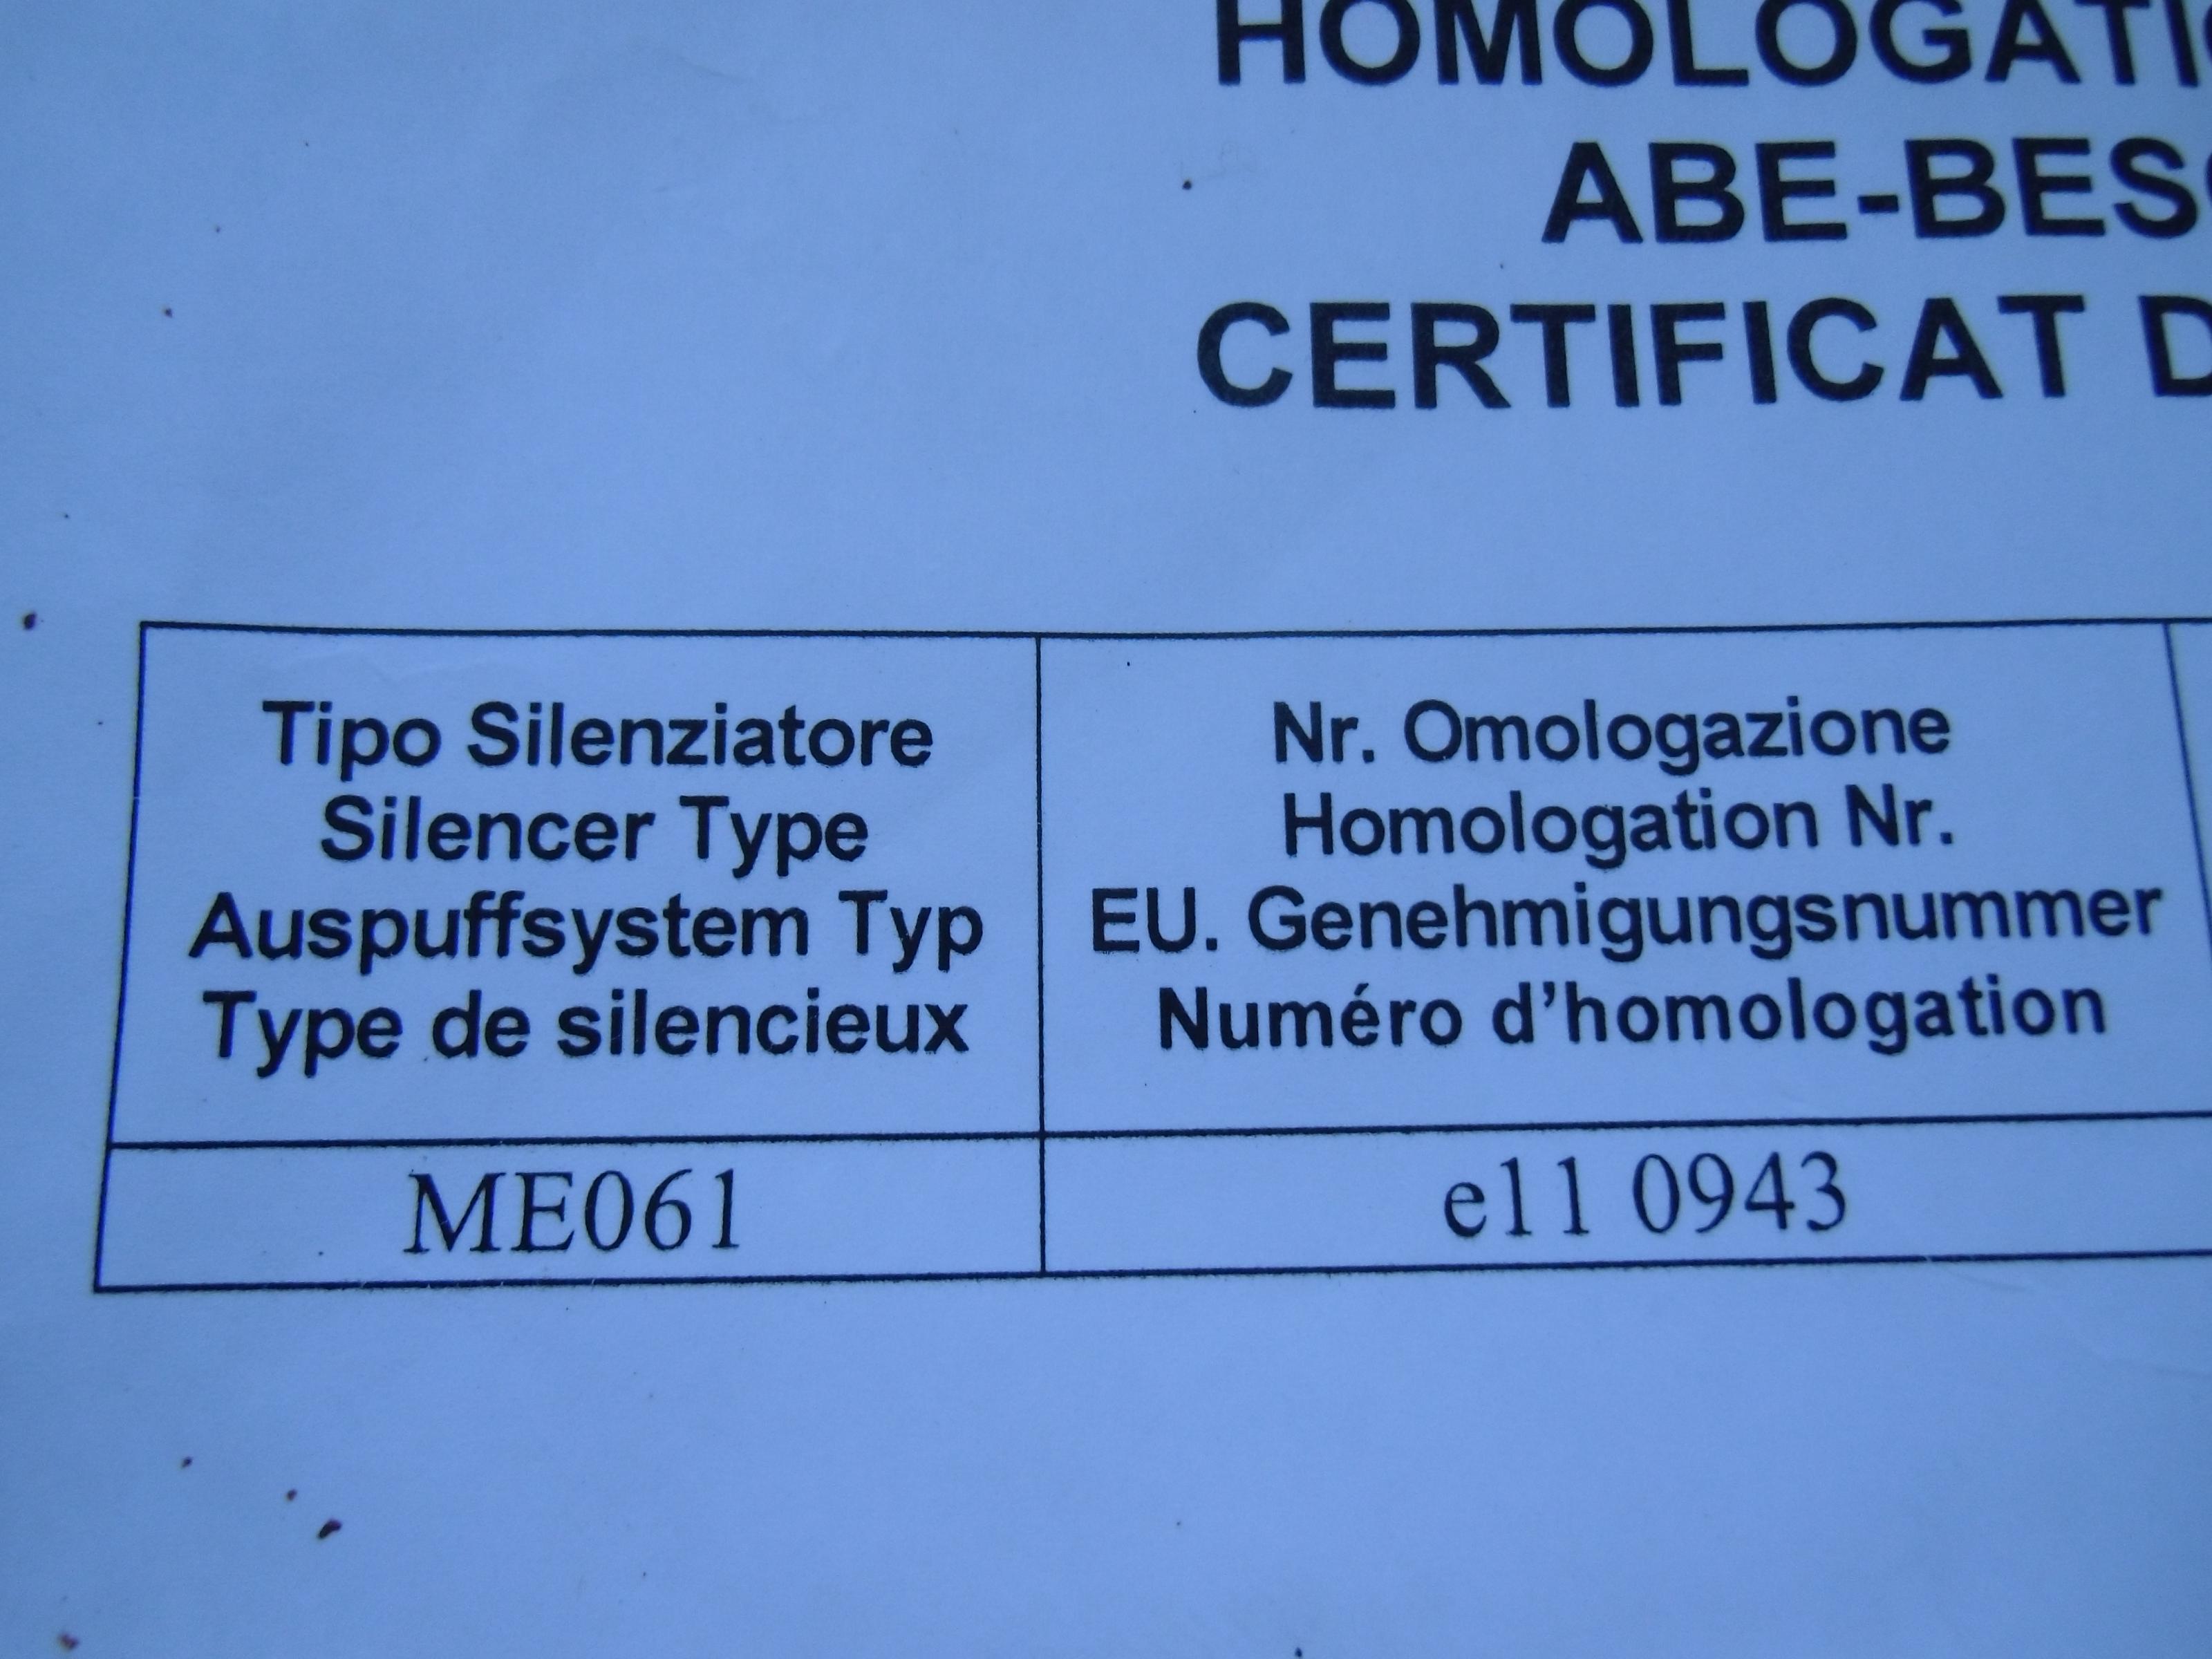 HOMOLOGATI
ABE-BES
CERTIFICAT D
Tipo Silenziatore
Silencer Type
Auspuffsystem Typ
Type de silencieux
Nr. Omologazione
Homologation Nr.
EU. Genehmigungsnummer
Numéro d'homologation
ME061
e11 0943